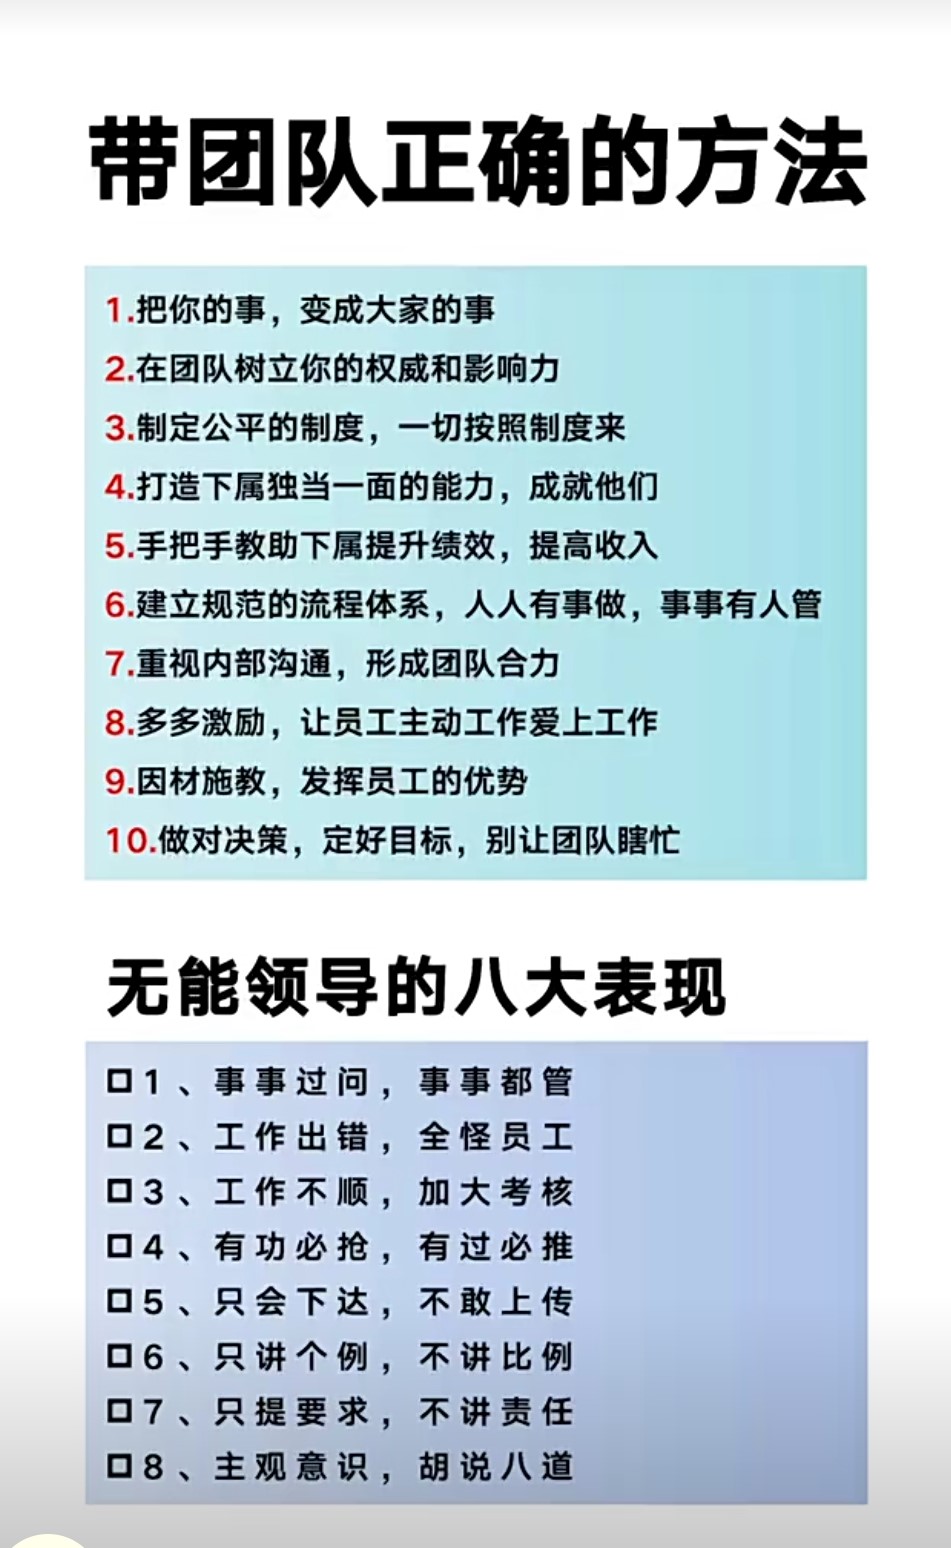 带团队正确的方法
1.把你的事，变成大家的事
2.在团队树立你的权威和影响力
3.制定公平的制度，一切按照制度来
4.打造下属独当一面的能力，成就他们
5.手把手教助下属提升绩效，提高收入
6.建立规范的流程体系，人人有事做，事事有人管
7.重视内部沟通，形成团队合力
8.多多激励，让员工主动工作爱上工作
9.因材施教，发挥员工的优势
10.做对决策，定好目标，别让团队瞎忙
无能领导的八大表现
□1、事事过问，事事都管
□2、工作出错，全怪员工
□3、工作不顺，加大考核
□4、有功必抢，有过必推
□5、只会下达，不敢上传
□6、只讲个例，不讲比例
□7、只提要求，不讲责任
□8、主观意识，胡说八道